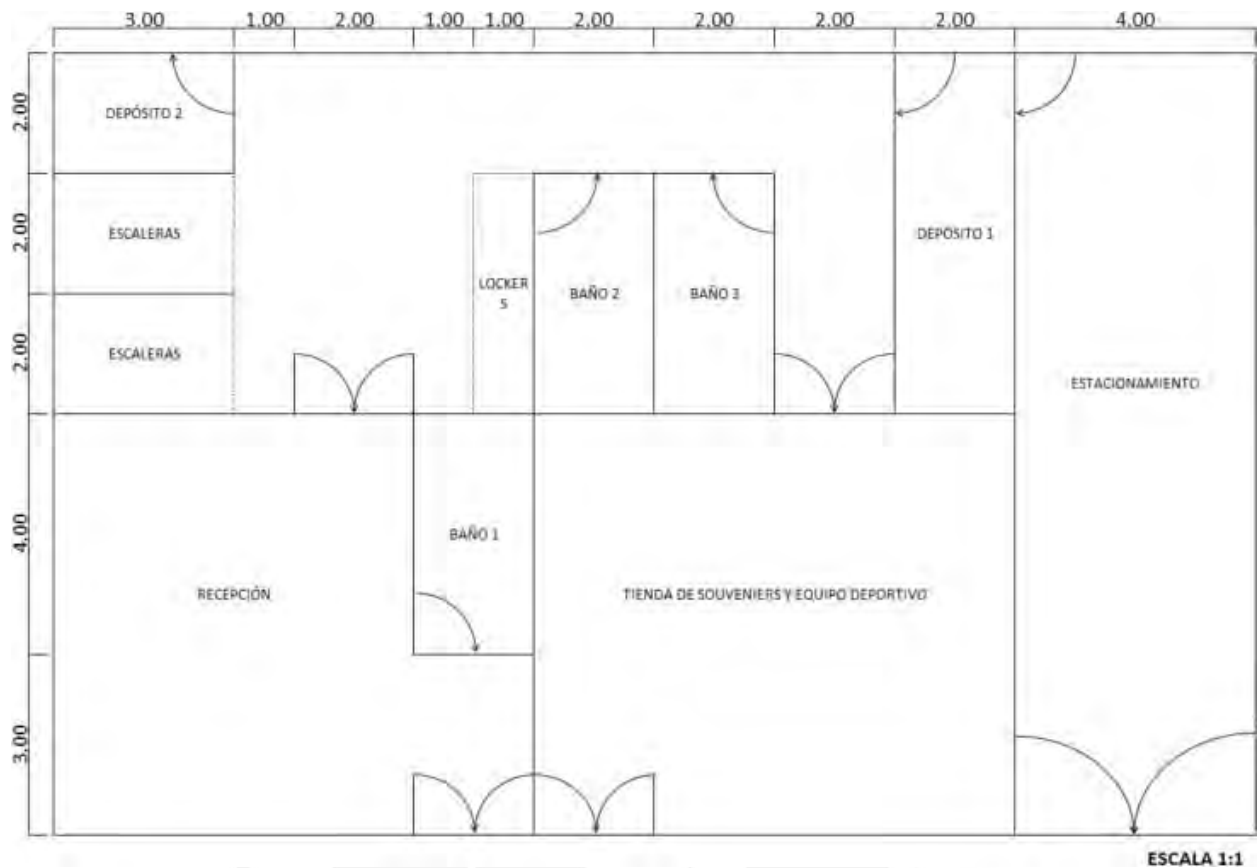 3.00 1.00 2.00 1.00 1.00 2,00 2,00 2,00 2,00 4,00
2.00
2.00
2.00
4.00
3.00
DEPÓSITO 2
ESCALERAS
ESCALERAS
LOCKER
S
BAÑO 2
BAÑO 3
DEPÓSITO 1
ESTACIONAMIENTO
BAÑO 1
RECEPCIÓN
TIENDA DE SOUVENIERS Y EQUIPO DEPORTIVO
ESCALA 1:1